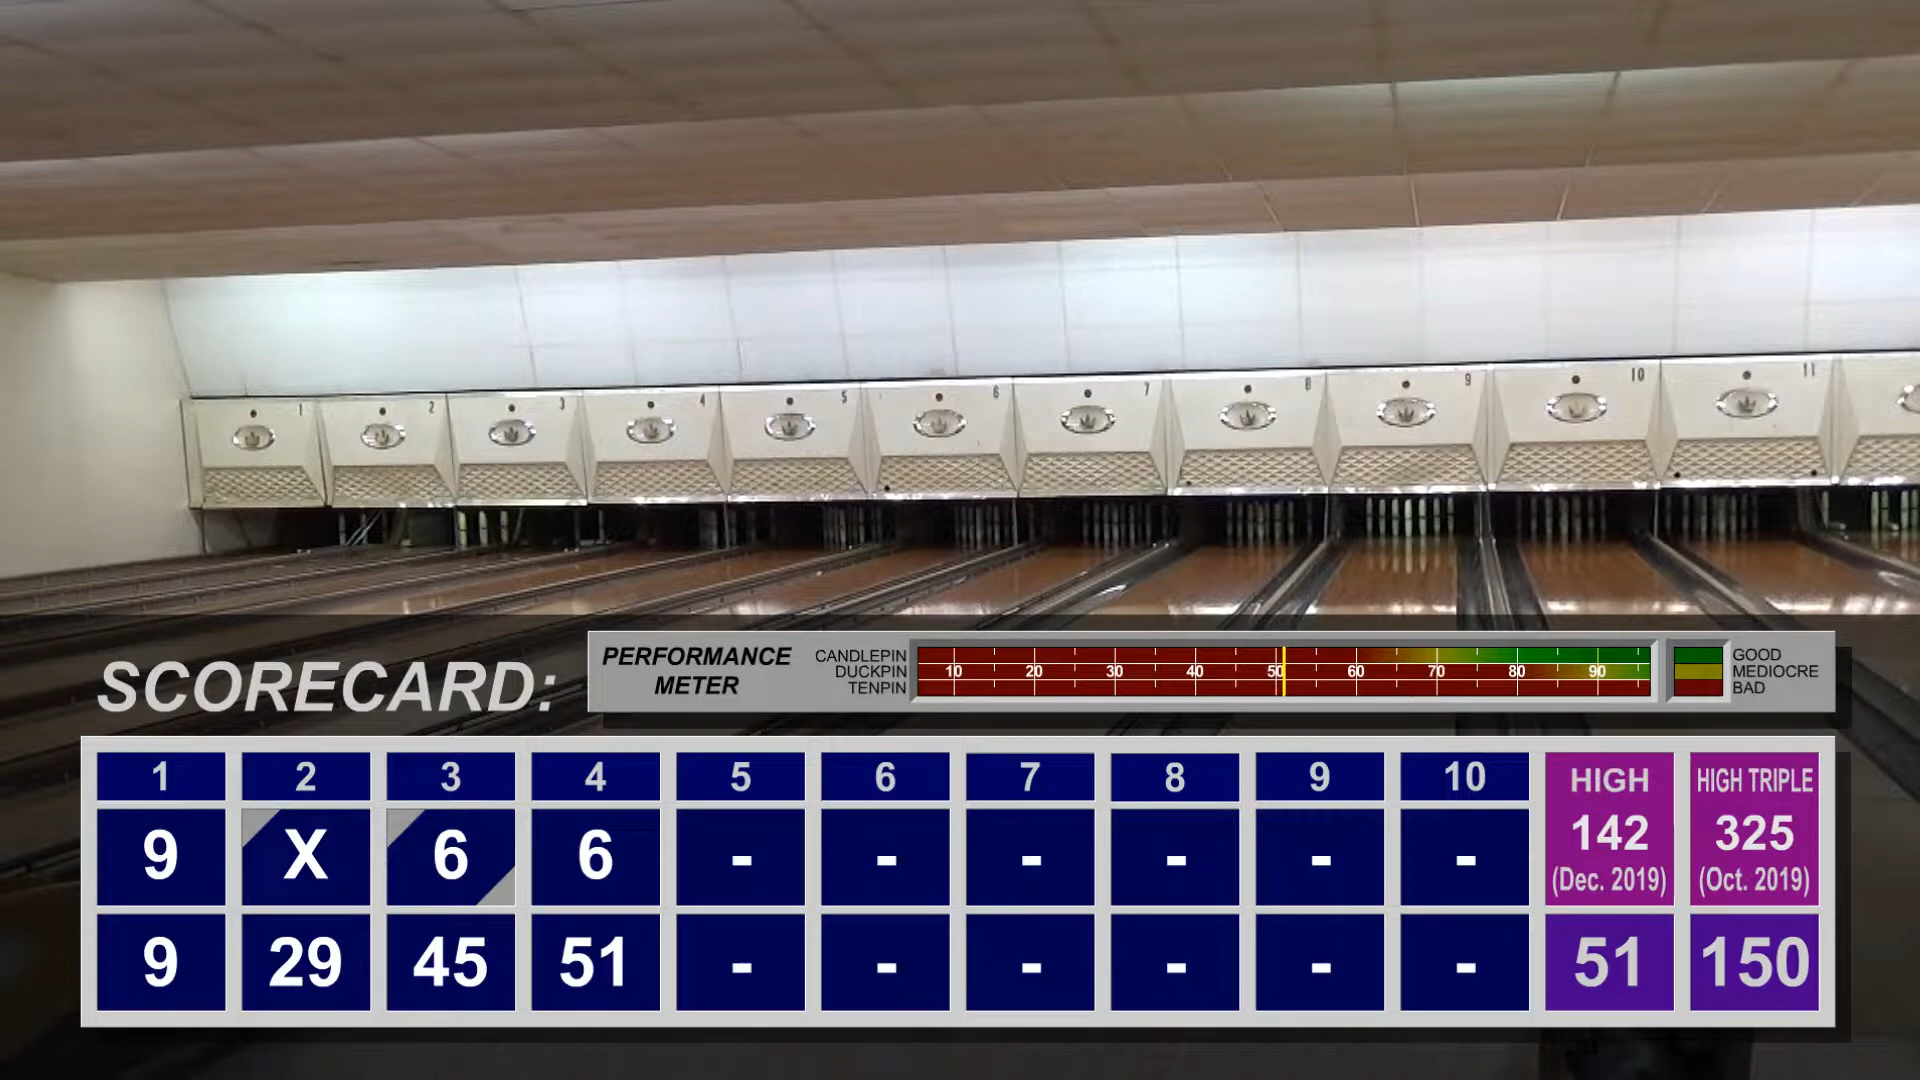 1 2 3 4 5 6 7 8 9 10 11
SCORECARD:
PERFORMANCE
METER
CANDLEPIN
DUCKPIN
TENPIN
10 20 30 40 50 60 70 80 90
GOOD
MEDIOCRE
BAD
1 2 3 4 5 6 7 8 9 10 HIGH HIGH TRIPLE
9 X 6 6 - - - - - - 142 325
(Dec. 2019) (Oct. 2019)
9 29 45 51 - - - - - - 51 150